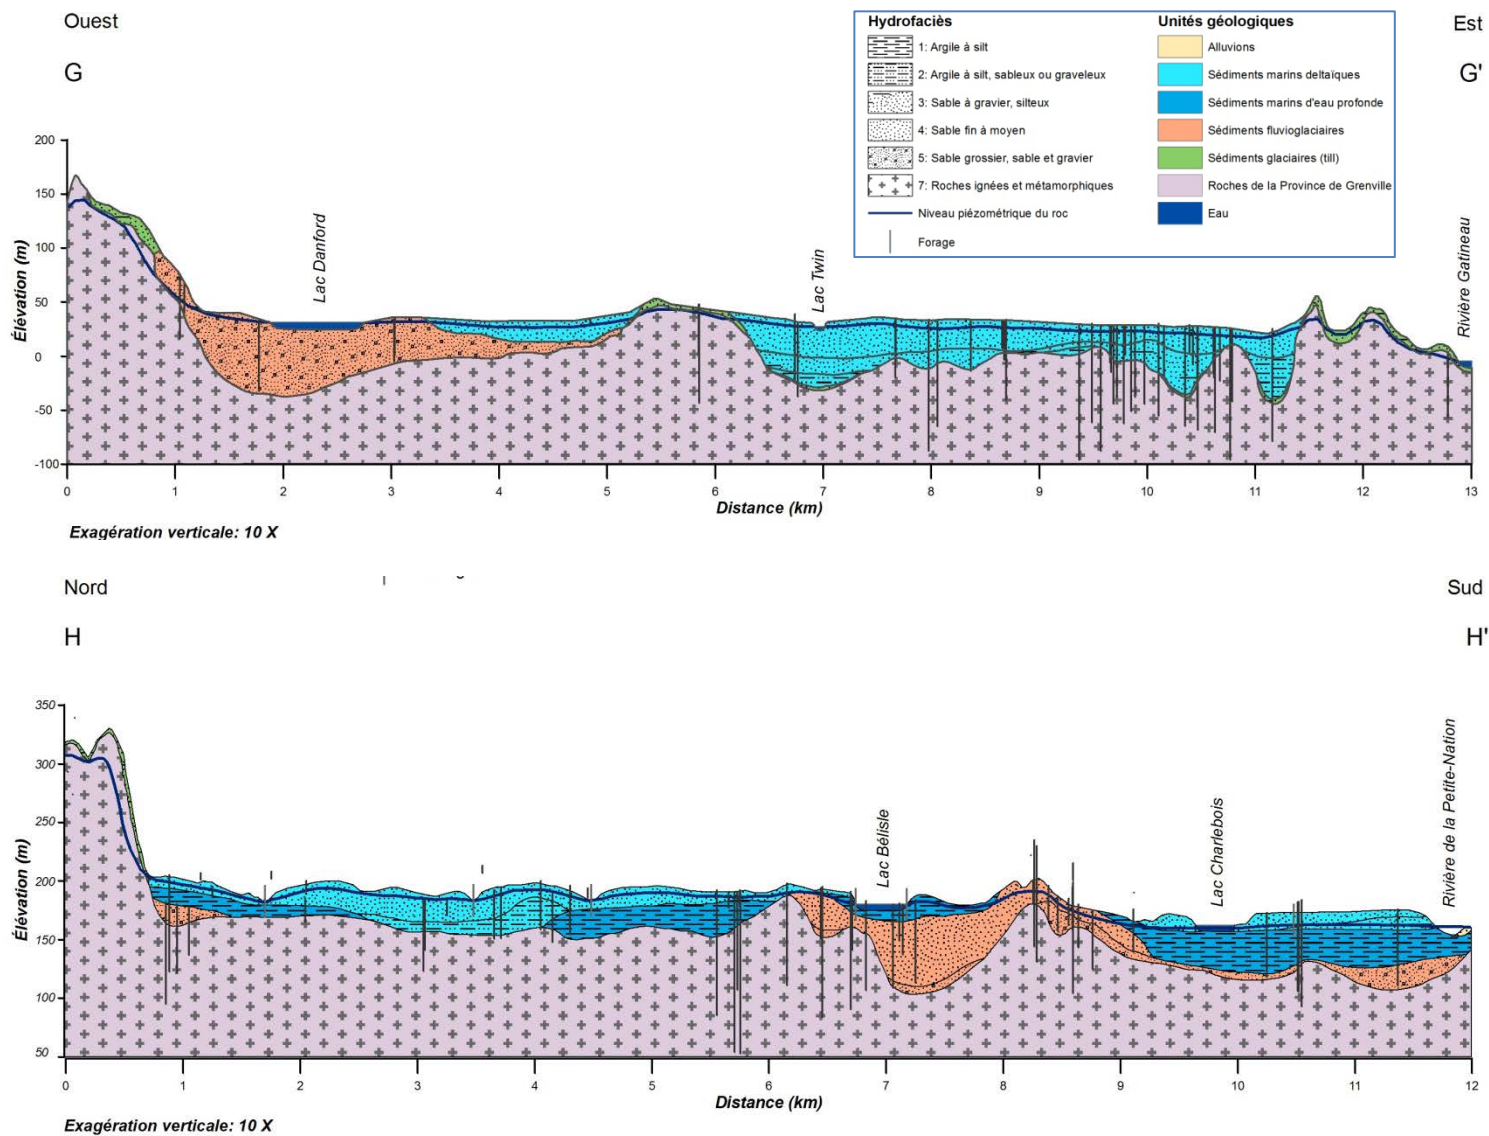 Ouest
Est
G
G'
Hydrofaciès
1: Argile à silt
2: Argile à silt, sableux ou graveleux
3: Sable à gravier, silteux
4: Sable fin à moyen
5: Sable grossier, sable et gravier
7: Roches ignées et métamorphiques
Niveau piézométrique du roc
Forage
Unités géologiques
Alluvions
Sédiments marins deltaïques
Sédiments marins d'eau profonde
Sédiments fluvioglaciaires
Sédiments glaciaires (till)
Roches de la Province de Grenville
Eau
Élévation (m)
200
150
100
50
0
-50
-100
Lac Danford
Lac Twin
Rivière Gatineau
0 1 2 3 4 5 6 7 8 9 10 11 12 13
Distance (km)
Exagération verticale: 10 X
Nord
Sud
H
H'
Élévation (m)
350
300
250
200
150
100
50
Lac Bélisle
Lac Charlebois
Rivière de la Petite-Nation
0 1 2 3 4 5 6 7 8 9 10 11 12
Distance (km)
Exagération verticale: 10 X